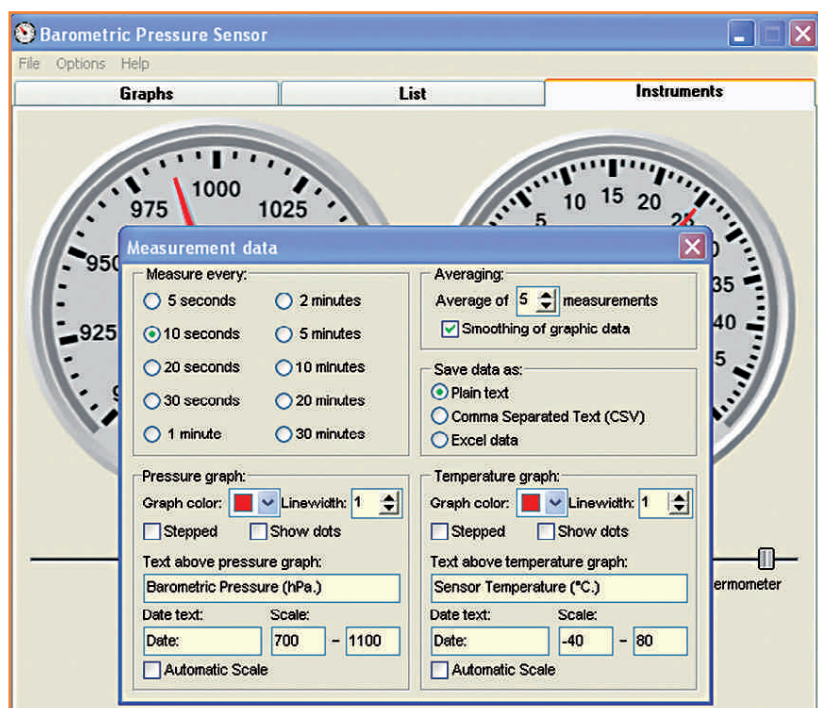 Barometric Pressure Sensor
File Options Help
Graphs List Instruments
975 1000 1025
950
925
5 10 15 20 25
35
40
Measurement data
Measure every:
5 seconds 2 minutes
10 seconds 5 minutes
20 seconds 10 minutes
30 seconds 20 minutes
1 minute 30 minutes
Averaging:
Average of 5 measurements
Smoothing of graphic data
Save data as:
Plain text
Comma Separated Text (CSV)
Excel data
Pressure graph:
Graph color: Linewidth: 1
Stepped Show dots
Text above pressure graph:
Barometric Pressure (hPa.)
Date text: Scale:
Date: 700 – 1100
Automatic Scale
Temperature graph:
Graph color: Linewidth: 1
Stepped Show dots
Text above temperature graph:
Sensor Temperature (°C.)
Date text: Scale:
Date: -40 – 80
Automatic Scale
ermometer